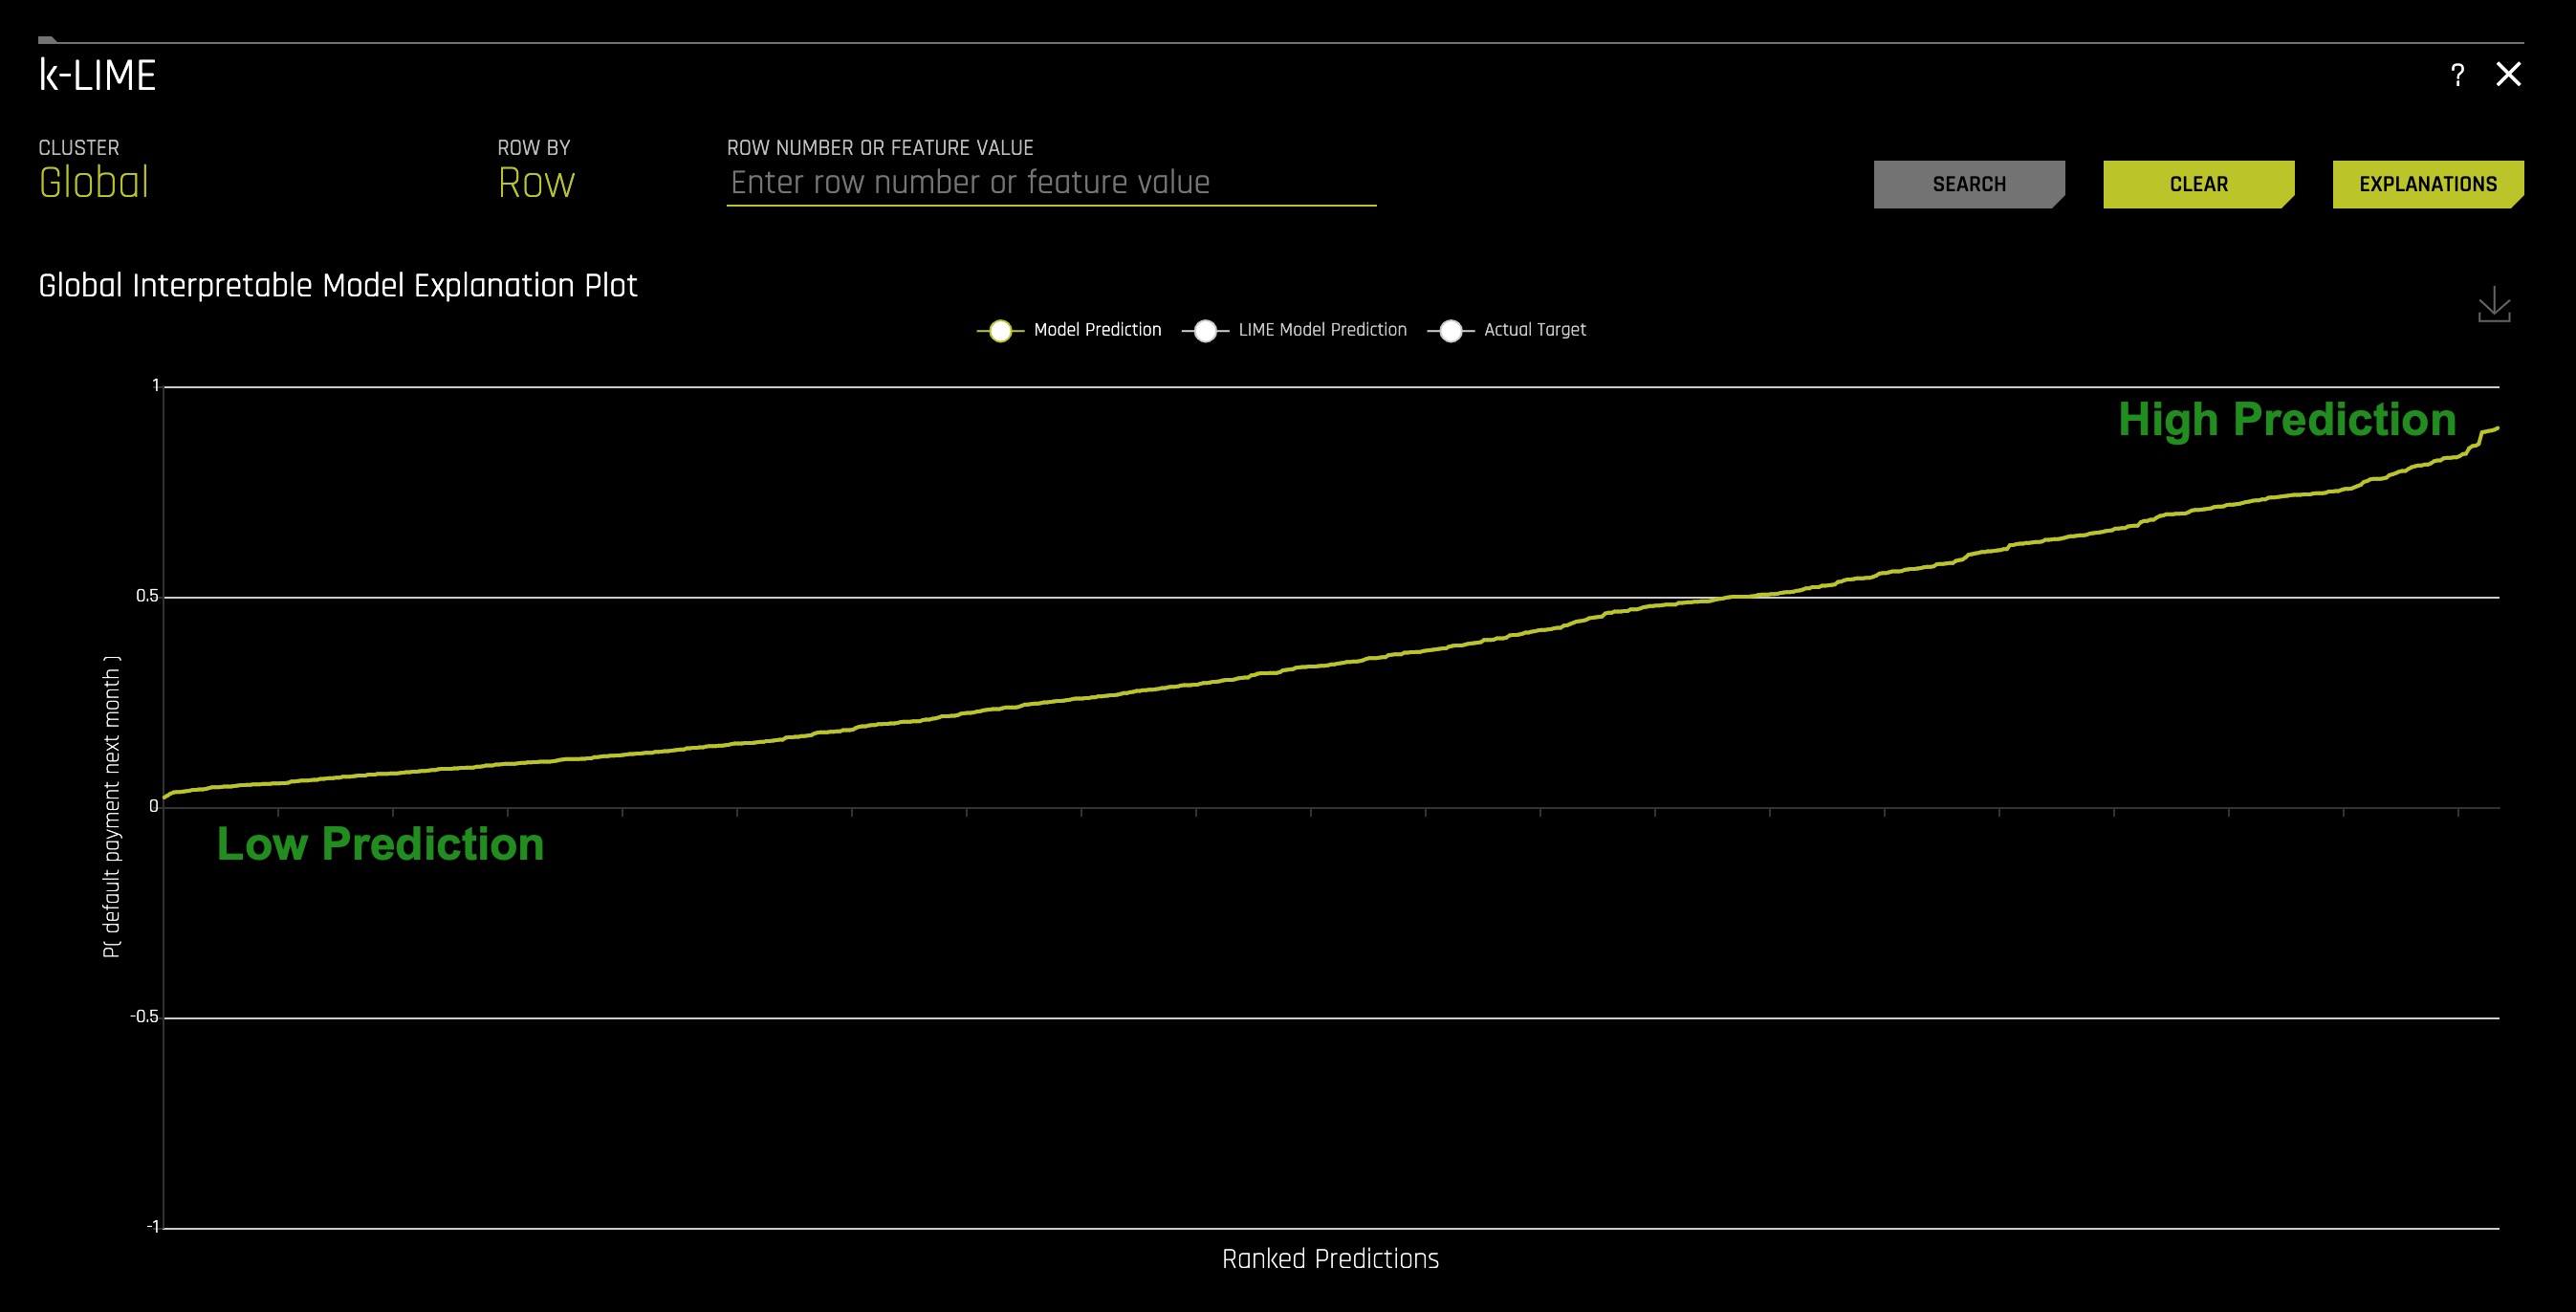 k-LIME
?
CLUSTER
Global
ROW BY
Row
ROW NUMBER OR FEATURE VALUE
Enter row number or feature value
SEARCH
CLEAR
EXPLANATIONS
Global Interpretable Model Explanation Plot
Model Prediction
LIME Model Prediction
Actual Target
1
High Prediction
0.5
0
Low Prediction
P( default payment next month )
-0.5
-1
Ranked Predictions